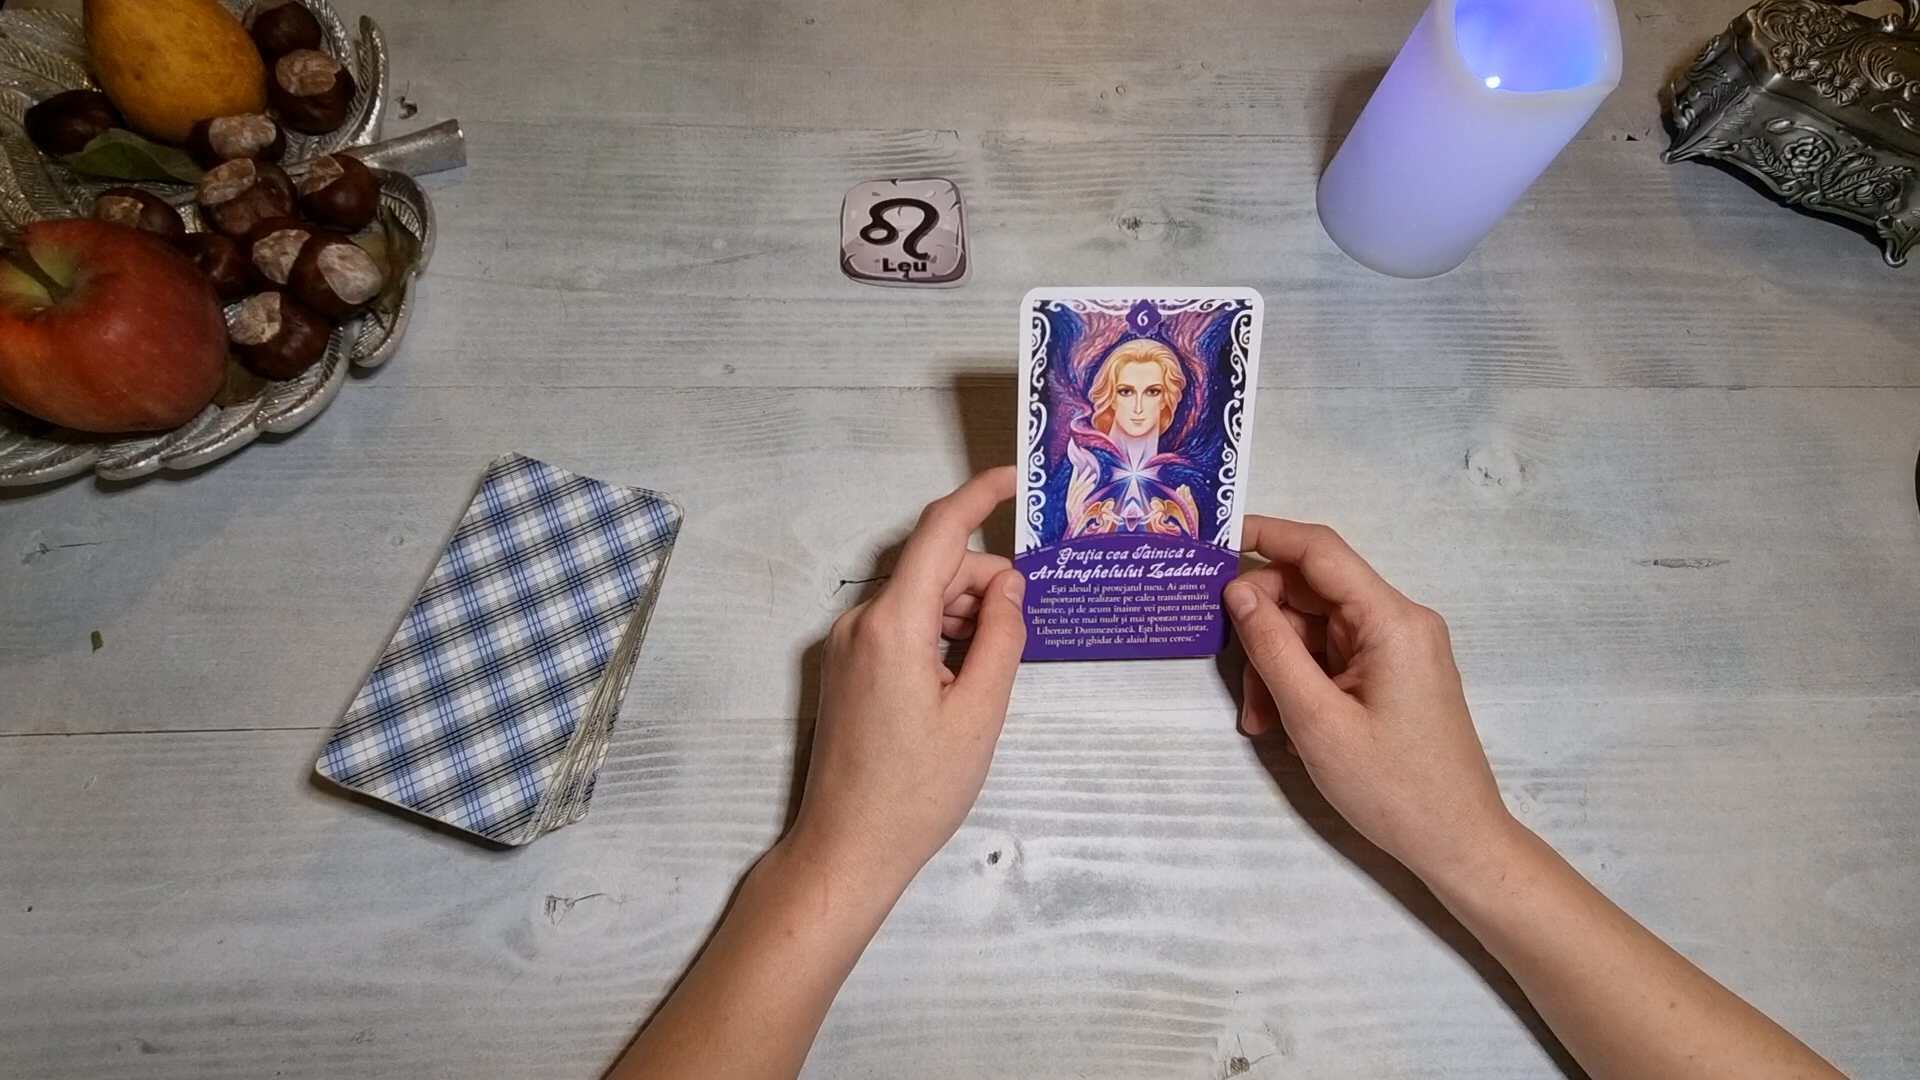 Leu
6
Grația cea Tainică a
Arhanghelului Zadakiel
„Ești alesul și protejatul meu. Ai atins o
importantă realizare pe calea transformării
lăuntrice, și de acum înainte vei putea manifesta
din ce în ce mai mult și mai spontan starea de
Libertate Dumnezeiască. Ești binecuvântat,
inspirat și ghidat de alaiul meu ceresc.”